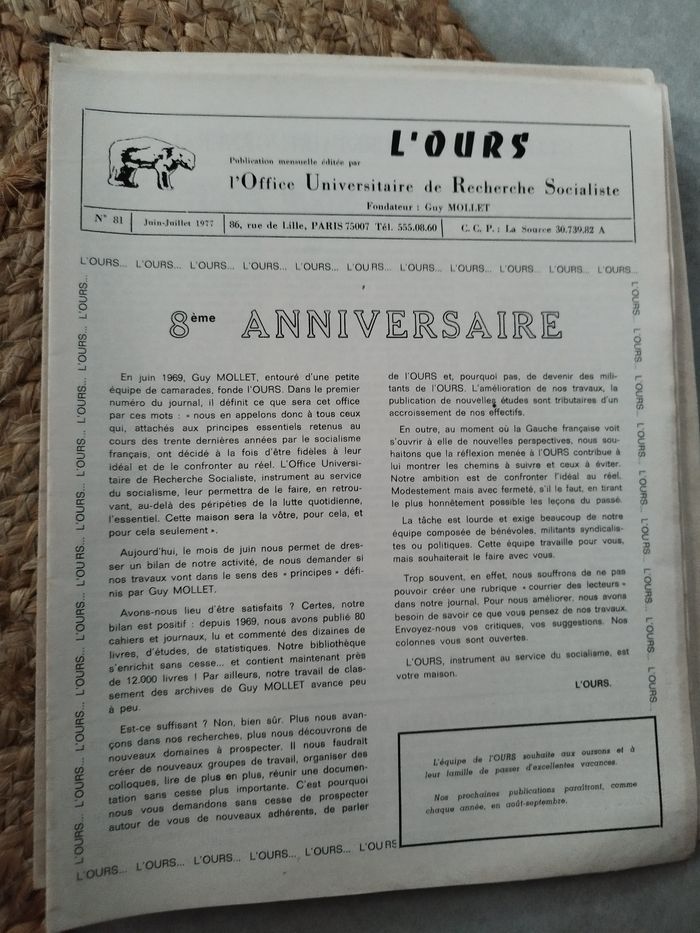 L'OURS
Publication mensuelle éditée par
l'Office Universitaire de Recherche Socialiste
Fondateur : Guy MOLLET
N° 81
Juin-Juillet 1977
86, rue de Lille, PARIS 75007 Tél. 555.08.60
C. C. P. : La Source 30.739.82 A
L'OURS... L'OURS... L'OURS... L'OURS... L'OURS... L'OURS... L'OURS... L'OURS... L'OURS... L'OURS... L'OURS...
8ème ANNIVERSAIRE
En juin 1969, Guy MOLLET, entouré d'une petite
équipe de camarades, fonde l'OURS. Dans le premier
numéro du journal, il définit ce que sera cet office
par ces mots : « nous en appelons donc à tous ceux
qui, attachés aux principes essentiels retenus au
cours des trente dernières années par le socialisme
français, ont décidé à la fois d'être fidèles à leur
idéal et de le confronter au réel. L'Office Universi-
taire de Recherche Socialiste, instrument au service
du socialisme, leur permettra de le faire, en retrou-
vant, au-delà des péripéties de la lutte quotidienne,
l'essentiel. Cette maison sera la vôtre, pour cela, et
pour cela seulement ».
Aujourd'hui, le mois de juin nous permet de dres-
ser un bilan de notre activité, de nous demander si
nos travaux vont dans le sens des « principes » défi-
nis par Guy MOLLET.
Avons-nous lieu d'être satisfaits ? Certes, notre
bilan est positif : depuis 1969, nous avons publié 80
cahiers et journaux, lu et commenté des dizaines de
livres, d'études, de statistiques. Notre bibliothèque
s'enrichit sans cesse... et contient maintenant près
de 12.000 livres ! Par ailleurs, notre travail de clas-
sement des archives de Guy MOLLET avance peu
à peu.
Est-ce suffisant ? Non, bien sûr. Plus nous avan-
çons dans nos recherches, plus nous découvrons de
nouveaux domaines à prospecter. Il nous faudrait
créer de nouveaux groupes de travail, organiser des
colloques, lire de plus en plus, réunir une documen-
tation sans cesse plus importante. C'est pourquoi
nous vous demandons sans cesse de prospecter
autour de vous de nouveaux adhérents, de parler
de l'OURS et, pourquoi pas, de devenir des mili-
tants de l'OURS. L'amélioration de nos travaux, la
publication de nouvelles études sont tributaires d'un
accroissement de nos effectifs.
En outre, au moment où la Gauche française voit
s'ouvrir à elle de nouvelles perspectives, nous sou-
haitons que la réflexion menée à l'OURS contribue à
lui montrer les chemins à suivre et ceux à éviter.
Notre ambition est de confronter l'idéal au réel.
Modestement mais avec fermeté, s'il le faut, en tirant
le plus honnêtement possible les leçons du passé.
La tâche est lourde et exige beaucoup de notre
équipe composée de bénévoles, militants syndicalis-
tes ou politiques. Cette équipe travaille pour vous,
mais souhaiterait le faire avec vous.
Trop souvent, en effet, nous souffrons de ne pas
pouvoir créer une rubrique « courrier des lecteurs »
dans notre journal. Pour nous améliorer, nous avons
besoin de savoir ce que vous pensez de nos travaux.
Envoyez-nous vos critiques, vos suggestions. Nos
colonnes vous sont ouvertes.
L'OURS, instrument au service du socialisme, est
votre maison.
L'OURS.
L'équipe de l'OURS souhaite aux oursons et à
leur famille de passer d'excellentes vacances.
Nos prochaines publications paraîtront, comme
chaque année, en août-septembre.
L'OURS... L'OURS... L'OURS... L'OURS... L'OURS... L'OURS... L'OURS... L'OURS... L'OURS... L'OURS...
L'OURS... L'OURS... L'OURS... L'OURS... L'OURS... L'OURS... L'OURS...
L'OURS... L'OURS... L'OURS... L'OURS... L'OURS... L'OURS